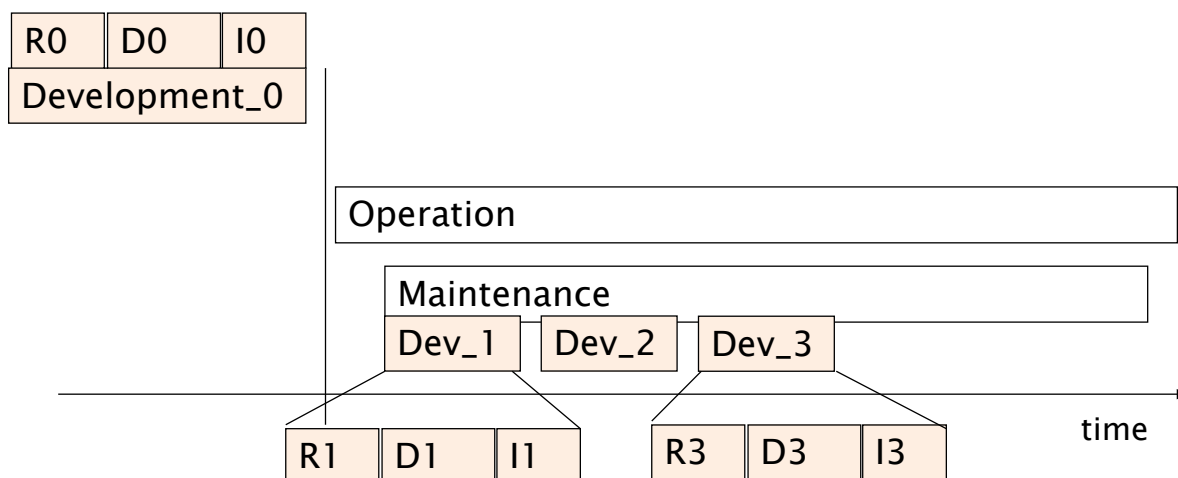 R0 D0 I0
Development_0
Operation
Maintenance
Dev_1 Dev_2 Dev_3
time
R1 D1 I1 R3 D3 I3